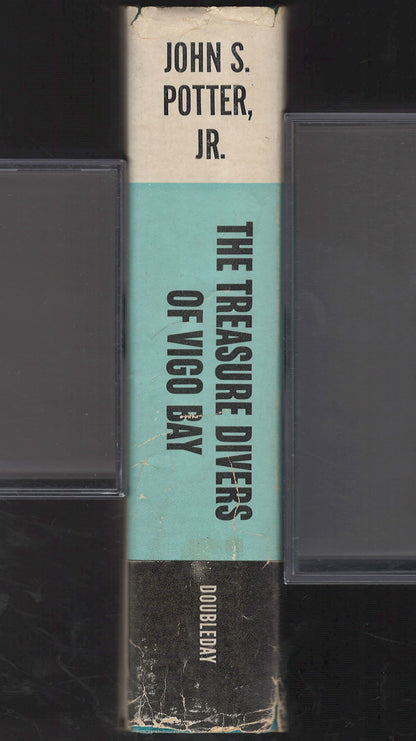 JOHN S.
POTTER,
JR.
THE TREASURE DIVERS
OF VIGO BAY
DOUBLEDAY